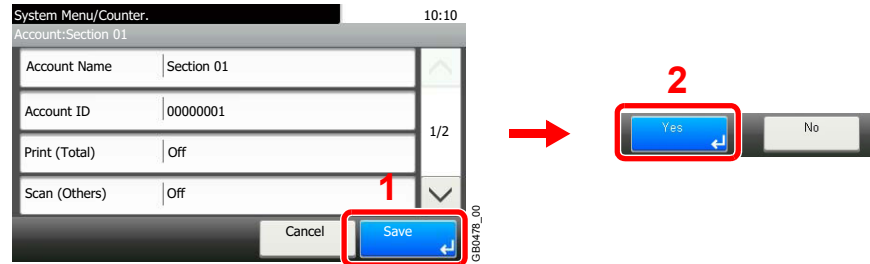 System Menu/Counter.
10:10
Account:Section 01
Account Name Section 01
Account ID 00000001
1/2
Print (Total) Off
Scan (Others) Off
1
Cancel Save
GB0478_00
2
Yes No